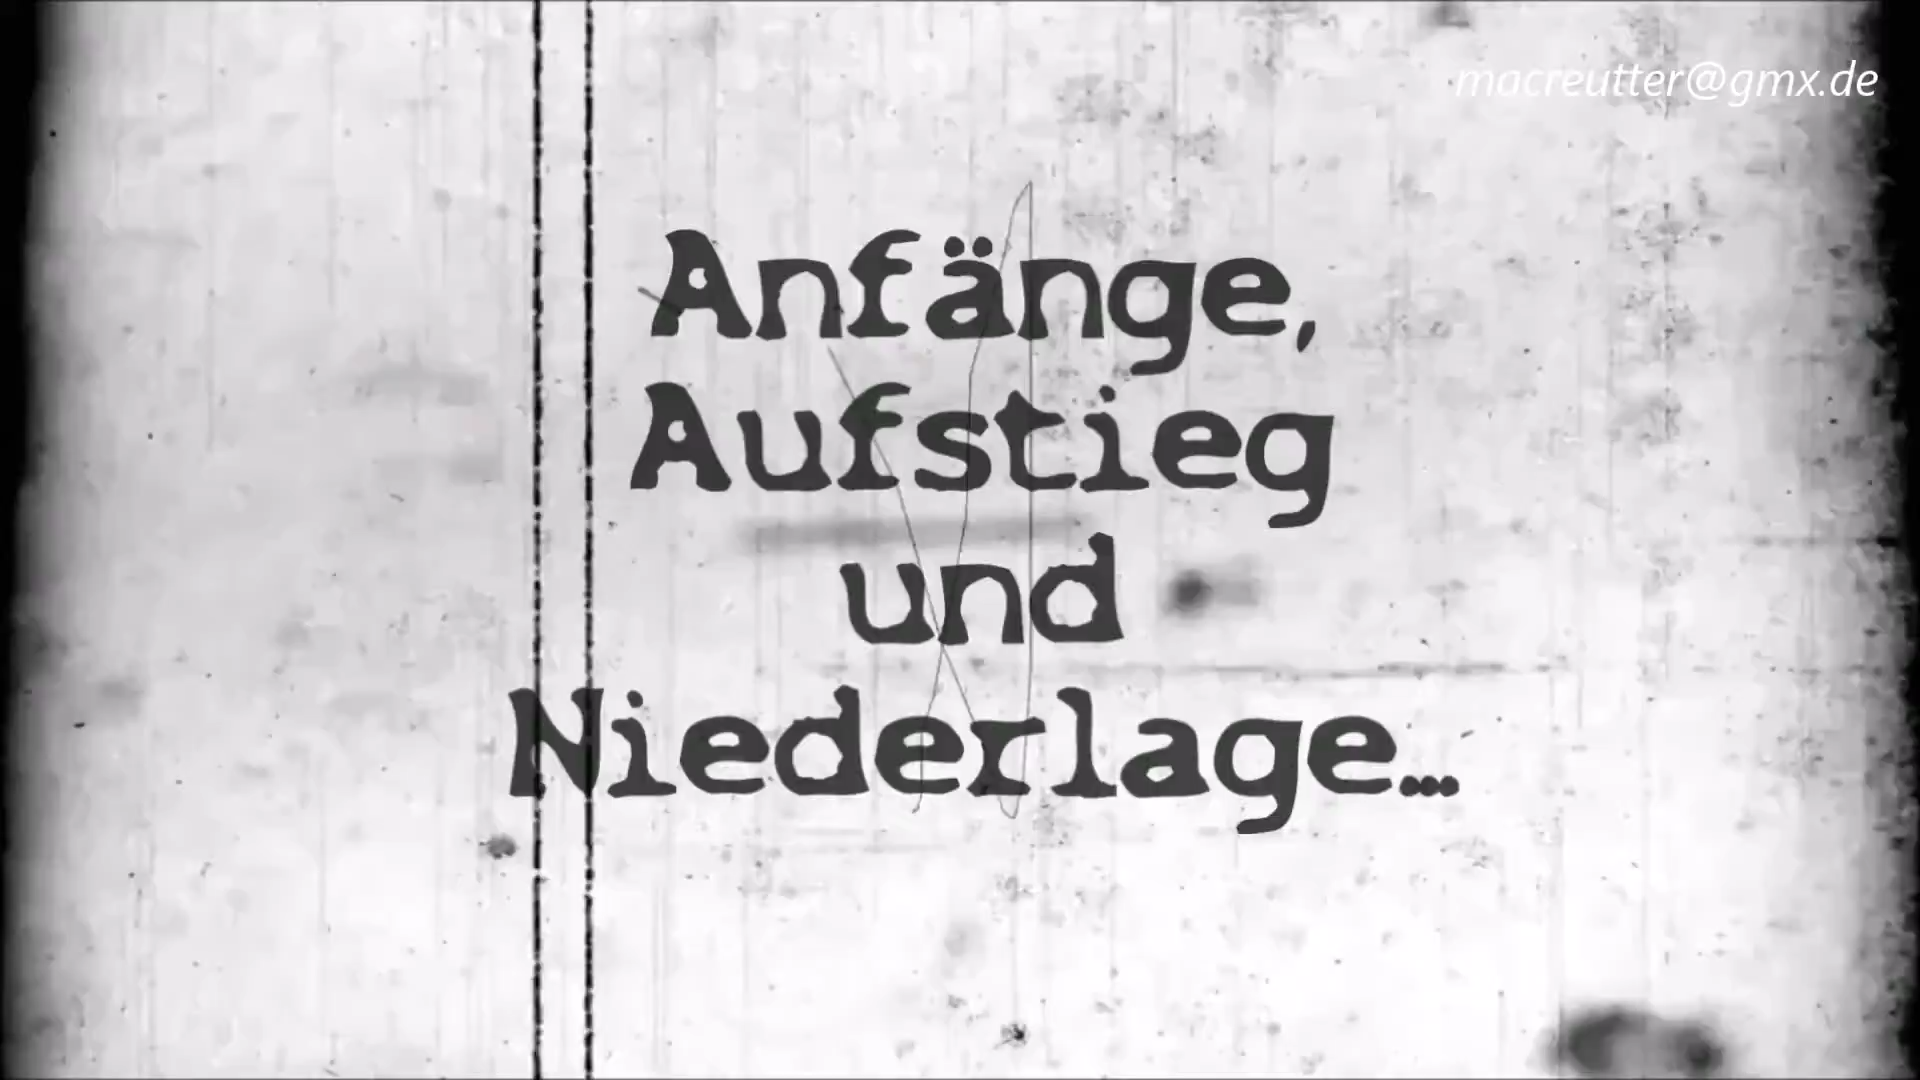 macreutter@gmx.de
Anfänge,
Aufstieg
und
Niederlage...